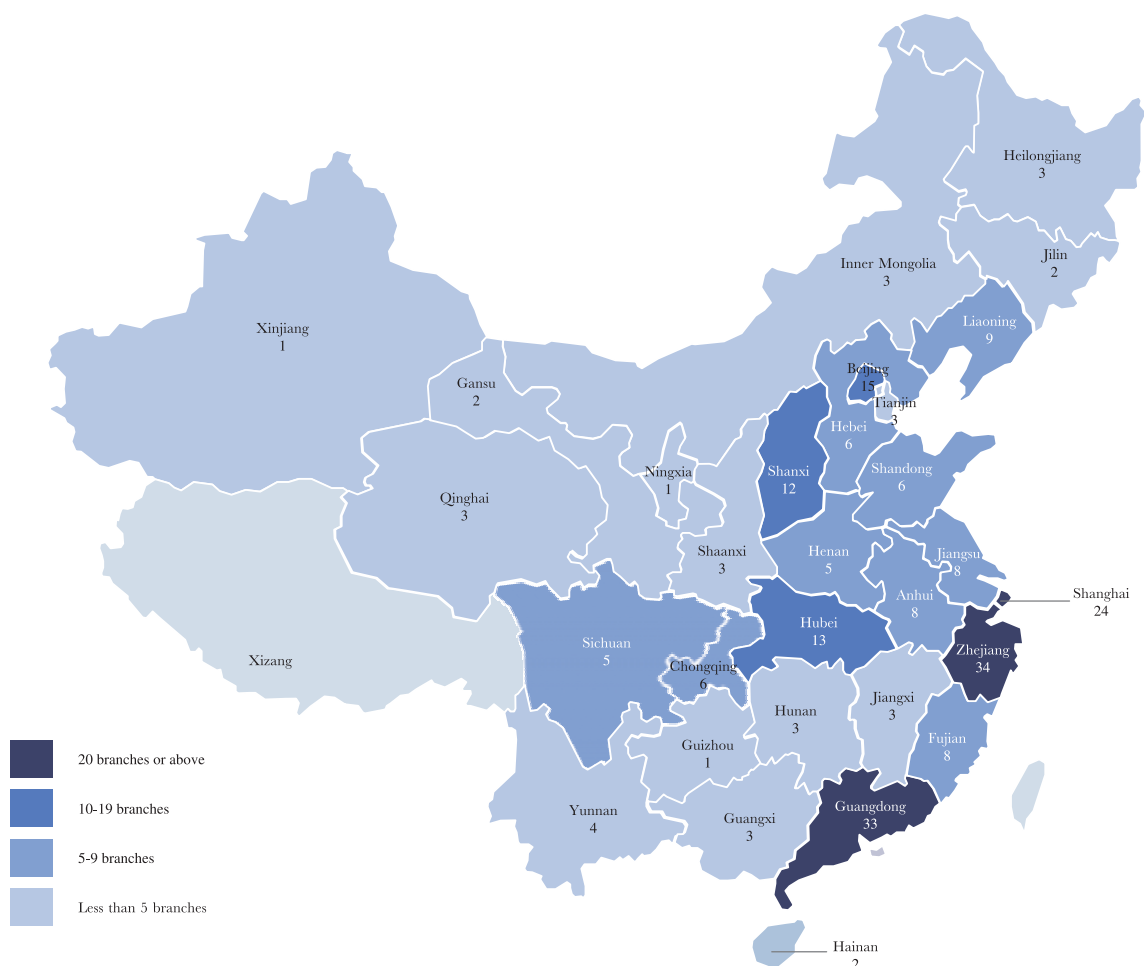 Heilongjiang
3
Jilin
2
Inner Mongolia
3
Liaoning
9
Xinjiang
1
Gansu
2
Beijing
15
Tianjin
3
Hebei
6
Shanxi
12
Shandong
6
Ningxia
1
Qinghai
3
Shaanxi
3
Henan
5
Jiangsu
8
Anhui
8
Shanghai
24
Hubei
13
Sichuan
5
Chongqing
6
Zhejiang
34
Xizang
Hunan
3
Jiangxi
3
Fujian
8
Guizhou
1
Yunnan
4
Guangxi
3
Guangdong
33
Hainan
2
20 branches or above
10-19 branches
5-9 branches
Less than 5 branches